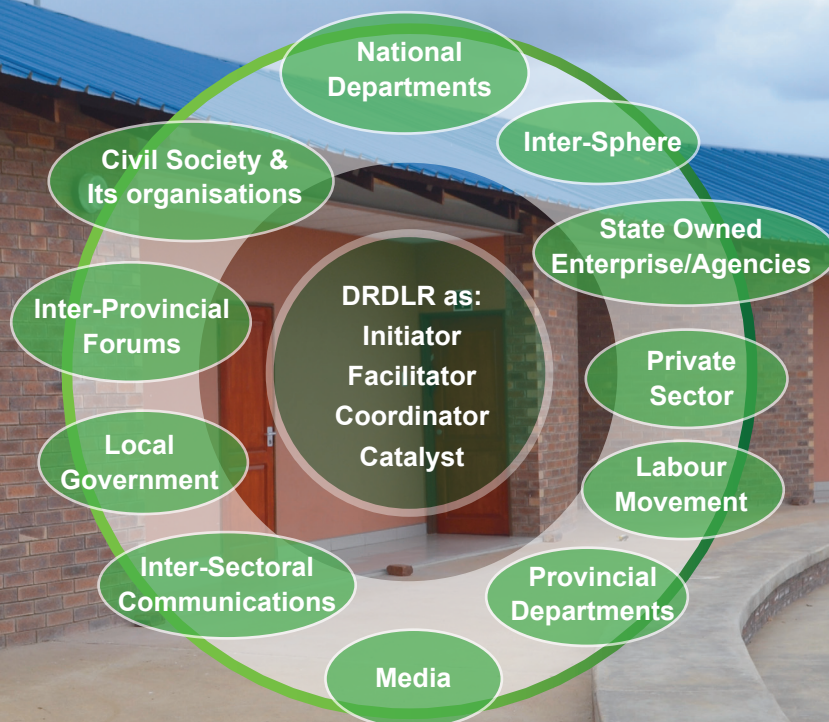 National
Departments
Inter-Sphere
State Owned
Enterprise/Agencies
Private
Sector
Labour
Movement
Provincial
Departments
Media
Inter-Sectoral
Communications
Local
Government
Inter-Provincial
Forums
Civil Society &
Its organisations
DRDLR as:
Initiator
Facilitator
Coordinator
Catalyst